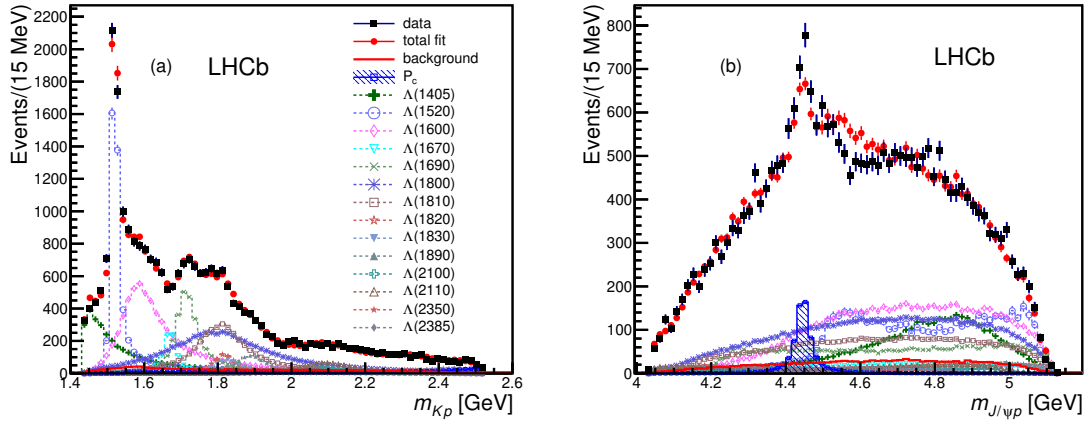 Events/(15 MeV)
2200
2000
1800
1600
1400
1200
1000
800
600
400
200
0
1.4
1.6
1.8
2
2.2
2.4
2.6
m_{Kp} [GeV]
(a)
LHCb
data
total fit
background
P_c
Λ(1405)
Λ(1520)
Λ(1600)
Λ(1670)
Λ(1690)
Λ(1800)
Λ(1810)
Λ(1820)
Λ(1830)
Λ(1890)
Λ(2100)
Λ(2110)
Λ(2350)
Λ(2385)
Events/(15 MeV)
800
700
600
500
400
300
200
100
0
4
4.2
4.4
4.6
4.8
5
m_{J/ψp} [GeV]
(b)
LHCb